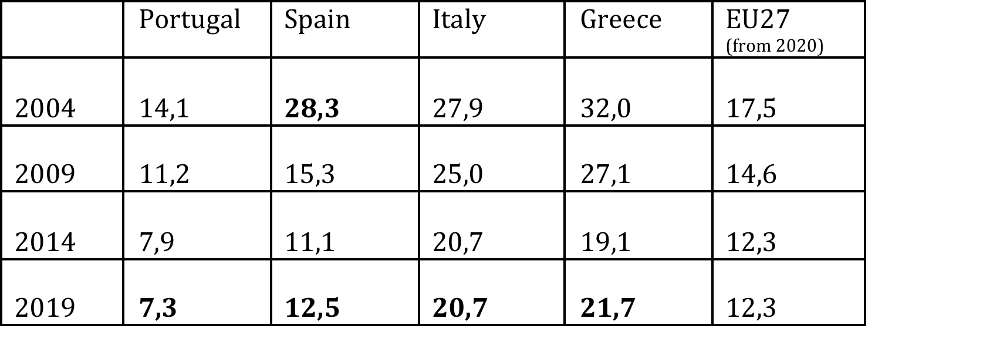 Portugal Spain Italy Greece EU27
(from 2020)
2004 14,1 28,3 27,9 32,0 17,5
2009 11,2 15,3 25,0 27,1 14,6
2014 7,9 11,1 20,7 19,1 12,3
2019 7,3 12,5 20,7 21,7 12,3